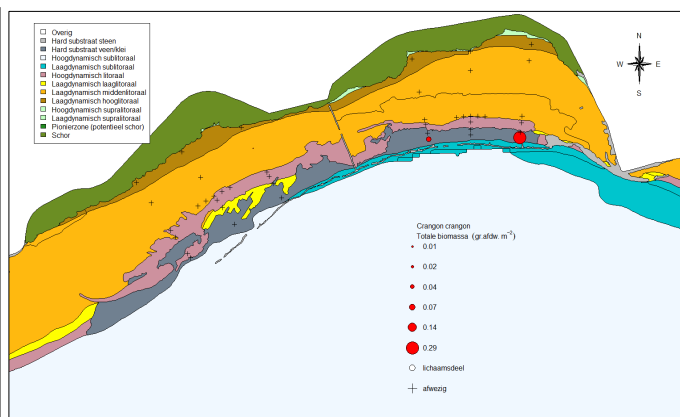 Overig
Hard substraat steen
Hard substraat veen/klei
Hoogdynamisch sublitoraal
Laagdynamisch sublitoraal
Hoogdynamisch litoraal
Laagdynamisch laaglitoraal
Laagdynamisch middenlitoraal
Laagdynamisch hooglitoraal
Hoogdynamisch supralitoraal
Laagdynamisch supralitoraal
Pionierzone (potentieel schor)
Schor
N
W E
S
Crangon crangon
Totale biomassa (gr.afdw. m⁻²)
0.01
0.02
0.04
0.07
0.14
0.29
lichaamsdeel
afwezig